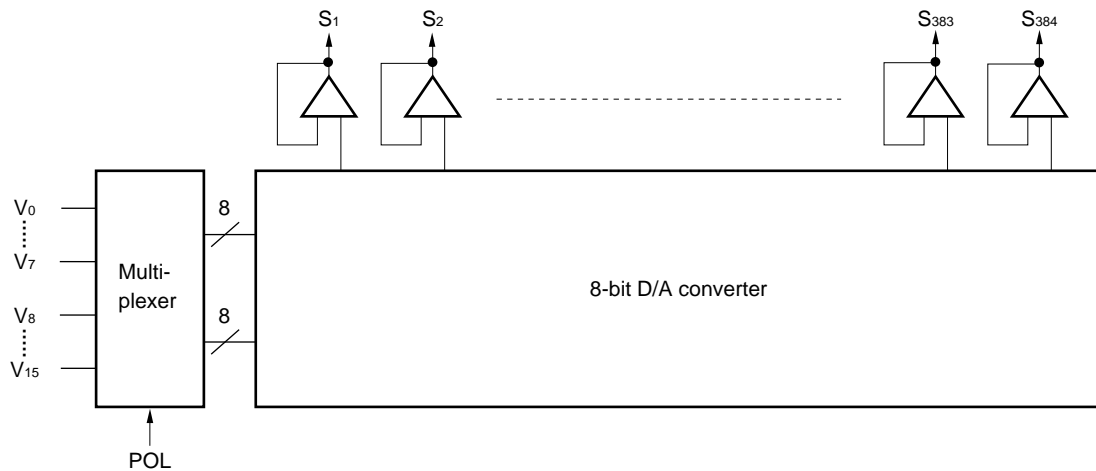 S1 S2 S383 S384
V0
V7
V8
V15
Multi-
plexer
8
8
8-bit D/A converter
POL